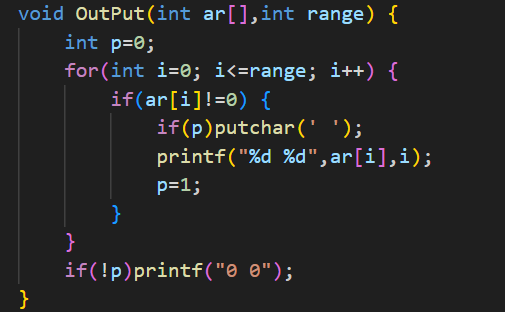 void OutPut(int ar[],int range) {
    int p=0;
    for(int i=0; i<=range; i++) {
        if(ar[i]!=0) {
            if(p)putchar(' ');
            printf("%d %d",ar[i],i);
            p=1;
        }
    }
    if(!p)printf("0 0");
}